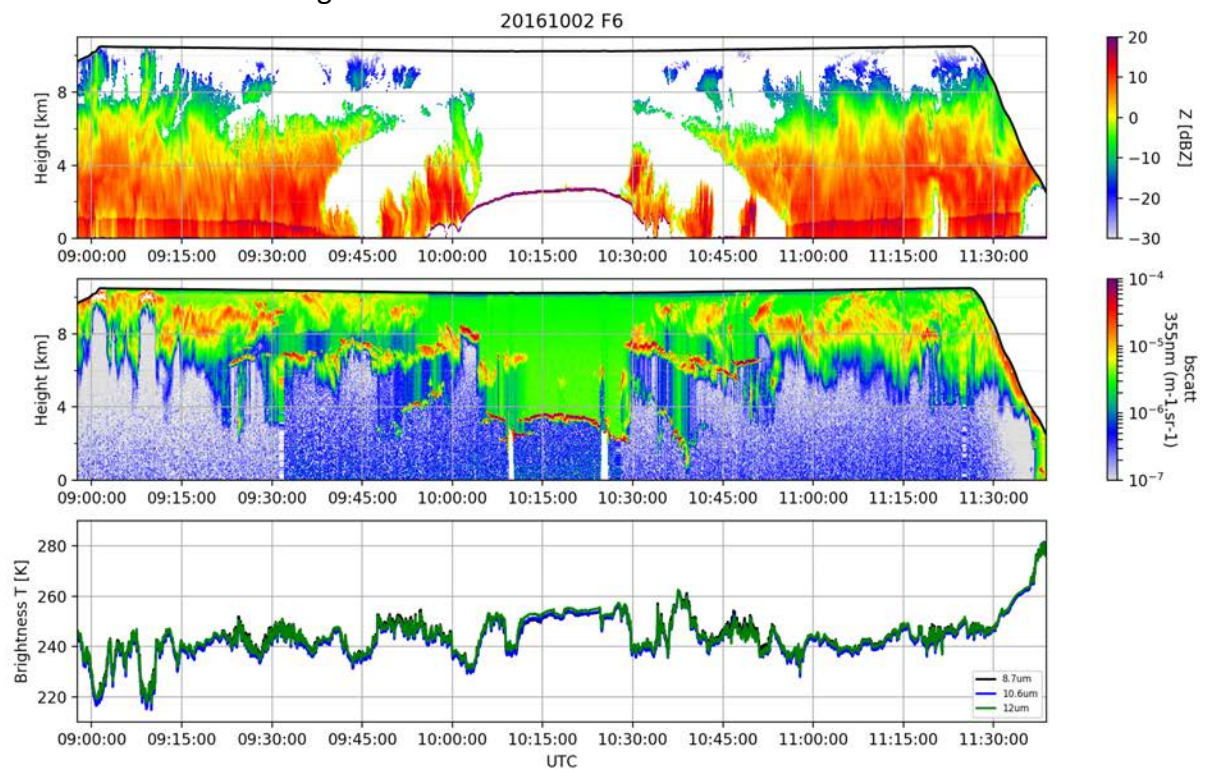 20161002 F6
Height [km]
8
4
0
09:00:00 09:15:00 09:30:00 09:45:00 10:00:00 10:15:00 10:30:00 10:45:00 11:00:00 11:15:00 11:30:00
20
10
0
−10
−20
−30
Z [dBZ]
Height [km]
8
4
0
09:00:00 09:15:00 09:30:00 09:45:00 10:00:00 10:15:00 10:30:00 10:45:00 11:00:00 11:15:00 11:30:00
10⁻⁴
10⁻⁵
10⁻⁶
10⁻⁷
bscatt
355nm (m-1.sr-1)
Brightness T [K]
280
260
240
220
8.7um
10.6um
12um
09:00:00 09:15:00 09:30:00 09:45:00 10:00:00 10:15:00 10:30:00 10:45:00 11:00:00 11:15:00 11:30:00
UTC